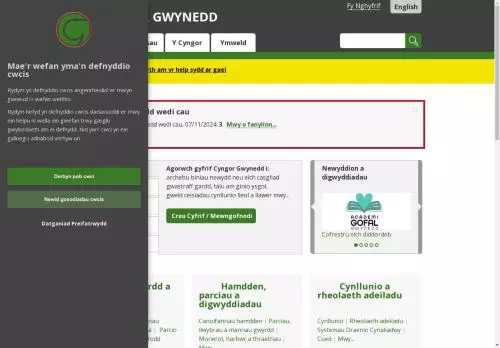 Fy Nghyfrif
English
GWYNEDD
Y Cyngor
Ymweld
am yr help sydd ar gael
Mae'r wefan yma'n defnyddio
cwcis
Rydym yn defnyddio cwcis angenrheidiol er mwyn
gwneud i'r wefan weithio.
Rydym hefyd yn defnyddio cwcis dadansoddi er mwyn
ein helpu ni wella ein gwefan trwy gasglu
gwybodaeth am ei defnydd. Nid yw'r cwci yn ein
galluogi i adnabod unrhyw un.
Derbyn pob cwci
Newid gosodiadau cwcis
Datganiad Preifatrwydd
wedi cau
wedi cau, 07/11/2024: 3. Mwy o fanylion...
Agorwch gyfrif Cyngor Gwynedd i:
archebu biniau newydd neu eich casgliad
gwastraff gardd, talu am ginio ysgol,
gweld ceisiadau cynllunio lleol a llawer mwy...
Creu Cyfrif / Mewngofnodi
Newyddion a
digwyddiadau
ACADEMI
GOFAL
GWYNEDD
Cofrestru eich diddordeb
Hamdden,
parciau a
digwyddiadau
Canolfannau hamdden | Parciau,
llwybrau a mannau gwyrdd |
Morwrol, harbwr a thraethau |
Mwy...
Cynllunio a
rheolaeth adeiladu
Cynllunio | Rheolaeth adeiladu |
Systemau Draenio Cynaladwy |
Coed | Mwy...
a
Parcio